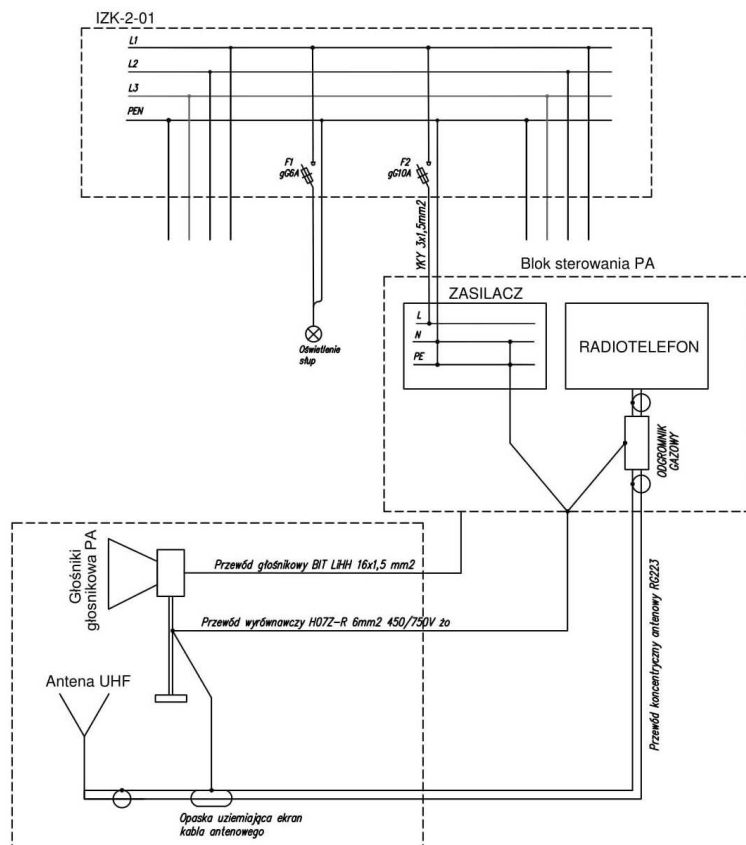 IZK-2-01
L1
L2
L3
PEN
F1
gG6A
F2
gG10A
YKY 3x1,5mm2
Oświetlenie
słup
Blok sterowania PA
ZASILACZ
L
N
PE
RADIOTELEFON
ODGROMNIK
GAZOWY
Głośniki
głosnikowa PA
Przewód głośnikowy BIT LiHH 16x1,5 mm2
Przewód wyrównawczy H07Z-R 6mm2 450/750V żo
Antena UHF
Przewód koncentryczny antenowy RG223
Opaska uziemiająca ekran
kabla antenowego